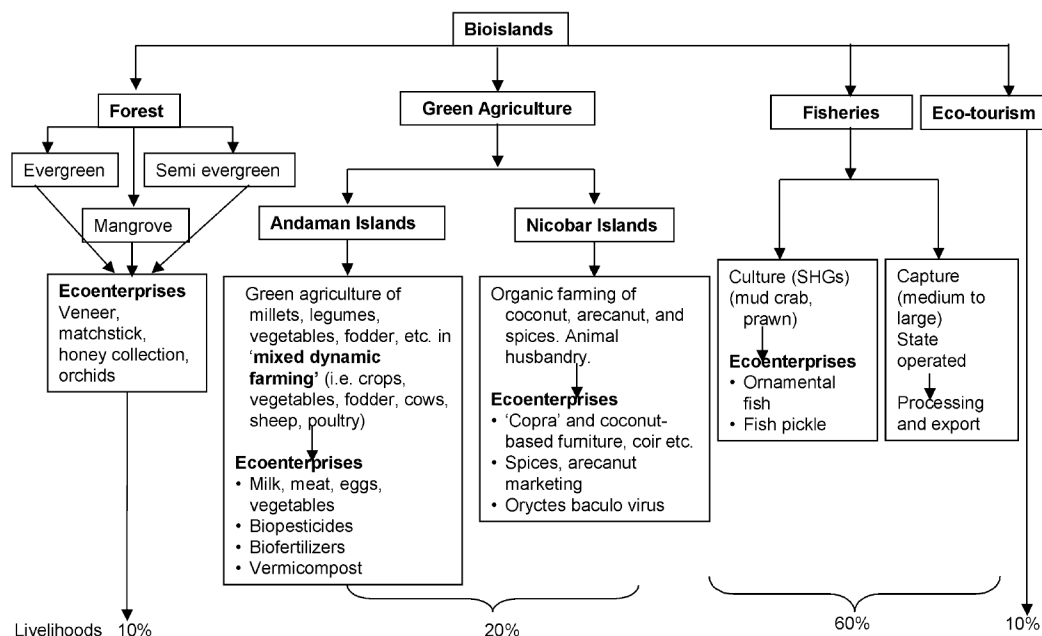 Bioislands
Forest
Green Agriculture
Fisheries
Eco-tourism
Evergreen
Semi evergreen
Mangrove
Andaman Islands
Nicobar Islands
Ecoenterprises
Veneer,
matchstick,
honey collection,
orchids
Green agriculture of
millets, legumes,
vegetables, fodder, etc. in
‘mixed dynamic
farming’ (i.e. crops,
vegetables, fodder, cows,
sheep, poultry)
Ecoenterprises
• Milk, meat, eggs,
vegetables
• Biopesticides
• Biofertilizers
• Vermicompost
Organic farming of
coconut, arecanut, and
spices. Animal
husbandry.
Ecoenterprises
• ‘Copra’ and coconut-
based furniture, coir etc.
• Spices, arecanut
marketing
• Oryctes baculo virus
Culture (SHGs)
(mud crab,
prawn)
Ecoenterprises
• Ornamental
fish
• Fish pickle
Capture
(medium to
large)
State
operated
Processing
and export
Livelihoods 10%
20%
60%
10%